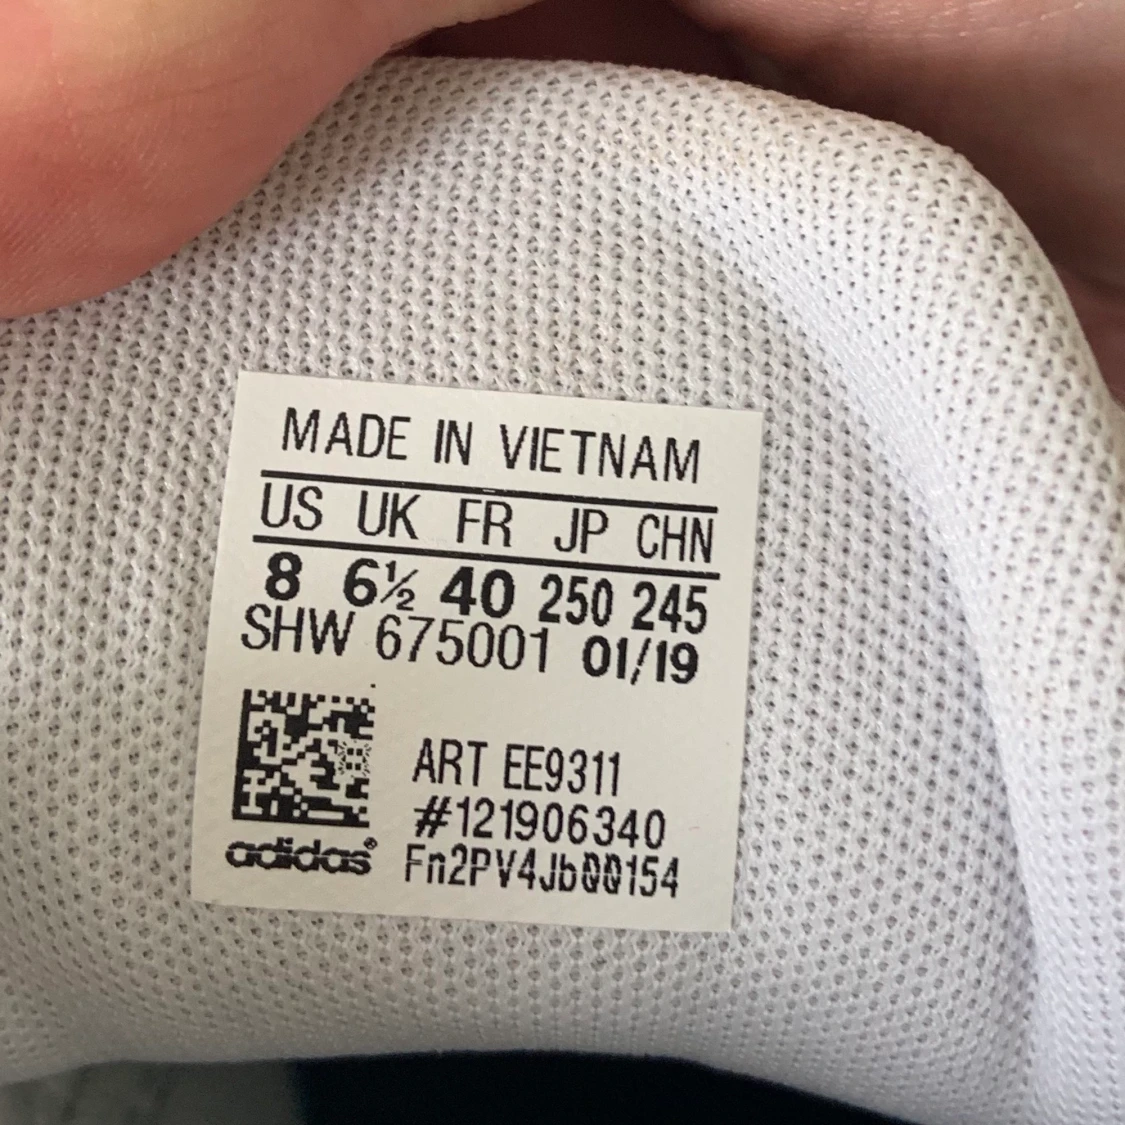 MADE IN VIETNAM
US UK FR JP CHN
8 6½ 40 250 245
SHW 675001 01/19
ART EE9311
#121906340
adidas® Fn2PV4Jb00154